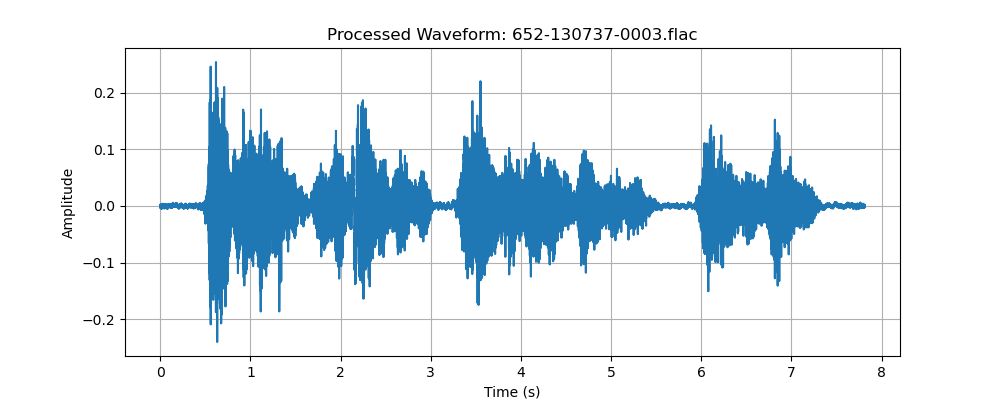 Processed Waveform: 652-130737-0003.flac
0.2
0.1
0.0
−0.1
−0.2
Amplitude
0 1 2 3 4 5 6 7 8
Time (s)